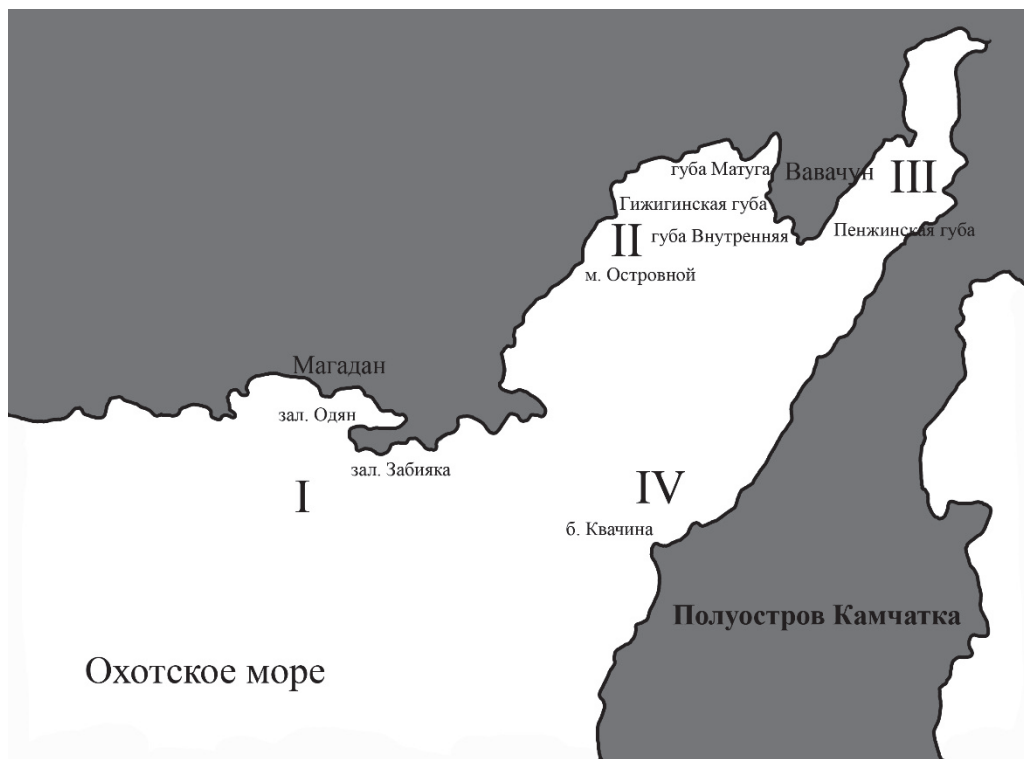 губа Матуга
Вавачун
III
Гижигинская губа
II
губа Внутренняя
Пенжинская губа
м. Островной
Магадан
зал. Одян
зал. Забияка
I
IV
б. Квачина
Полуостров Камчатка
Охотское море